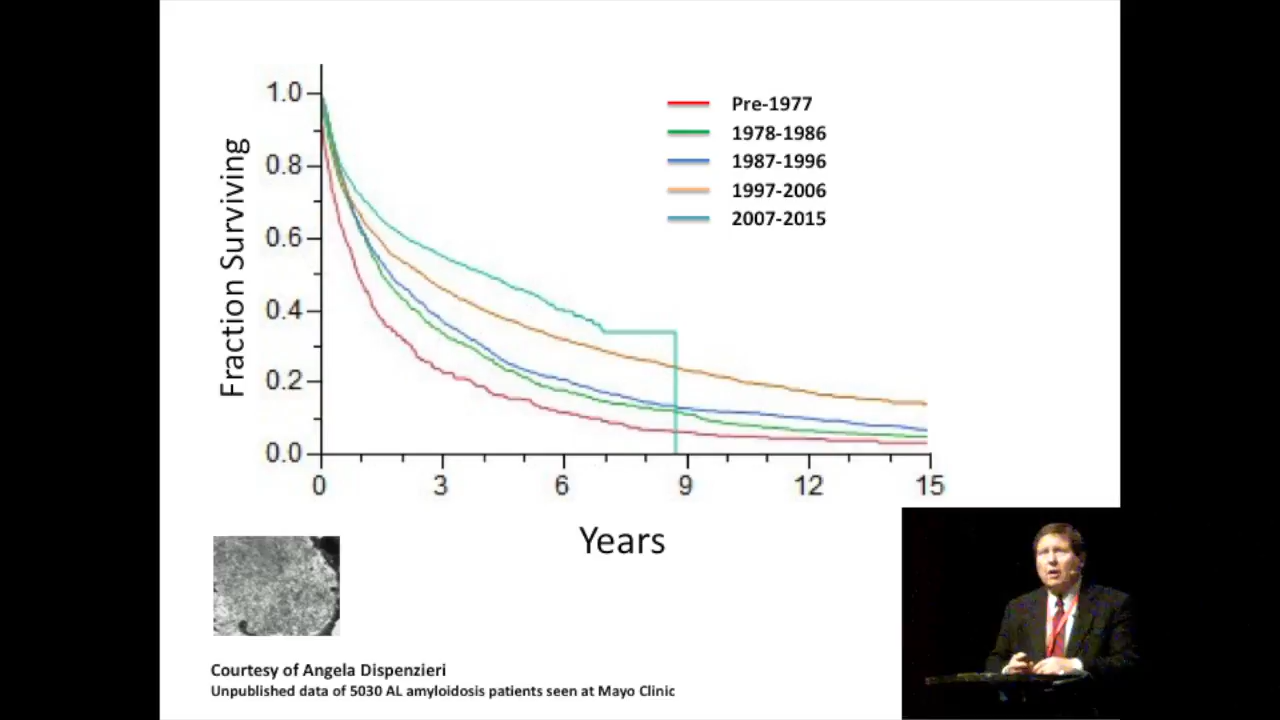 Fraction Surviving
1.0
0.8
0.6
0.4
0.2
0.0
0 3 6 9 12 15
Years
Pre-1977
1978-1986
1987-1996
1997-2006
2007-2015
Courtesy of Angela Dispenzieri
Unpublished data of 5030 AL amyloidosis patients seen at Mayo Clinic